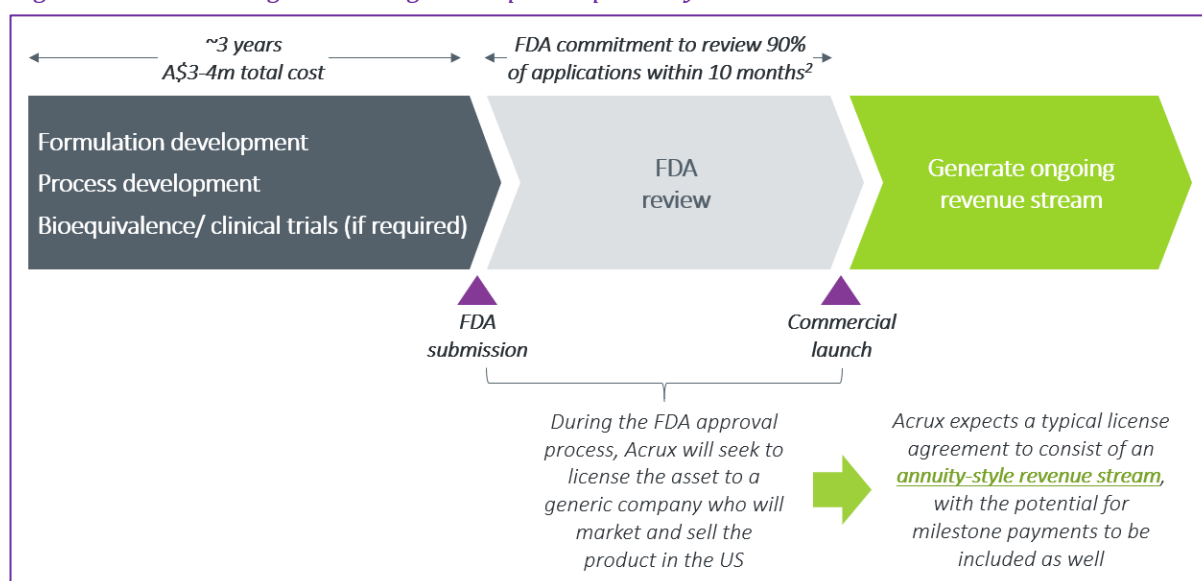 ~3 years
A$3-4m total cost
FDA commitment to review 90%
of applications within 10 months²
Formulation development
Process development
Bioequivalence/ clinical trials (if required)
FDA
review
Generate ongoing
revenue stream
FDA
submission
Commercial
launch
During the FDA approval
process, Acrux will seek to
license the asset to a
generic company who will
market and sell the
product in the US
Acrux expects a typical license
agreement to consist of an
annuity-style revenue stream,
with the potential for
milestone payments to be
included as well